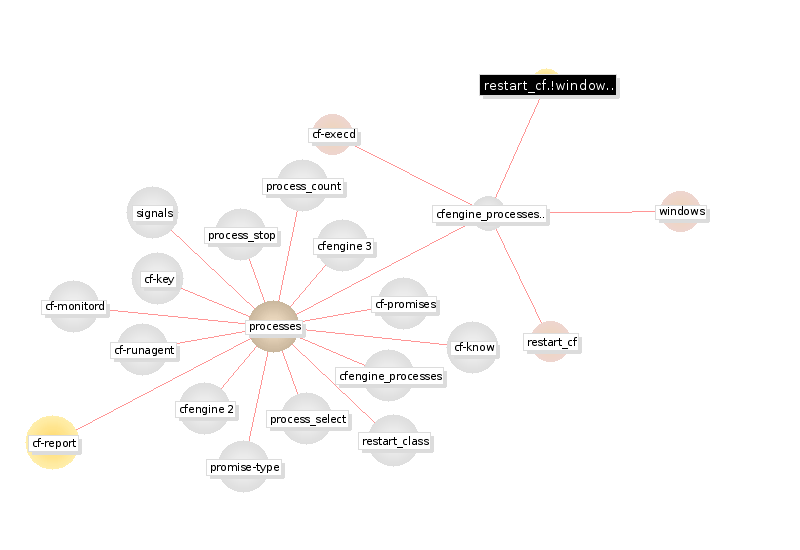 restart_cf.!window..
cf-execd
process_count
signals
windows
cfengine_processes..
process_stop
cfengine 3
cf-key
cf-monitord
cf-promises
processes
restart_cf
cf-runagent
cf-know
cfengine_processes
cfengine 2
process_select
cf-report
restart_class
promise-type